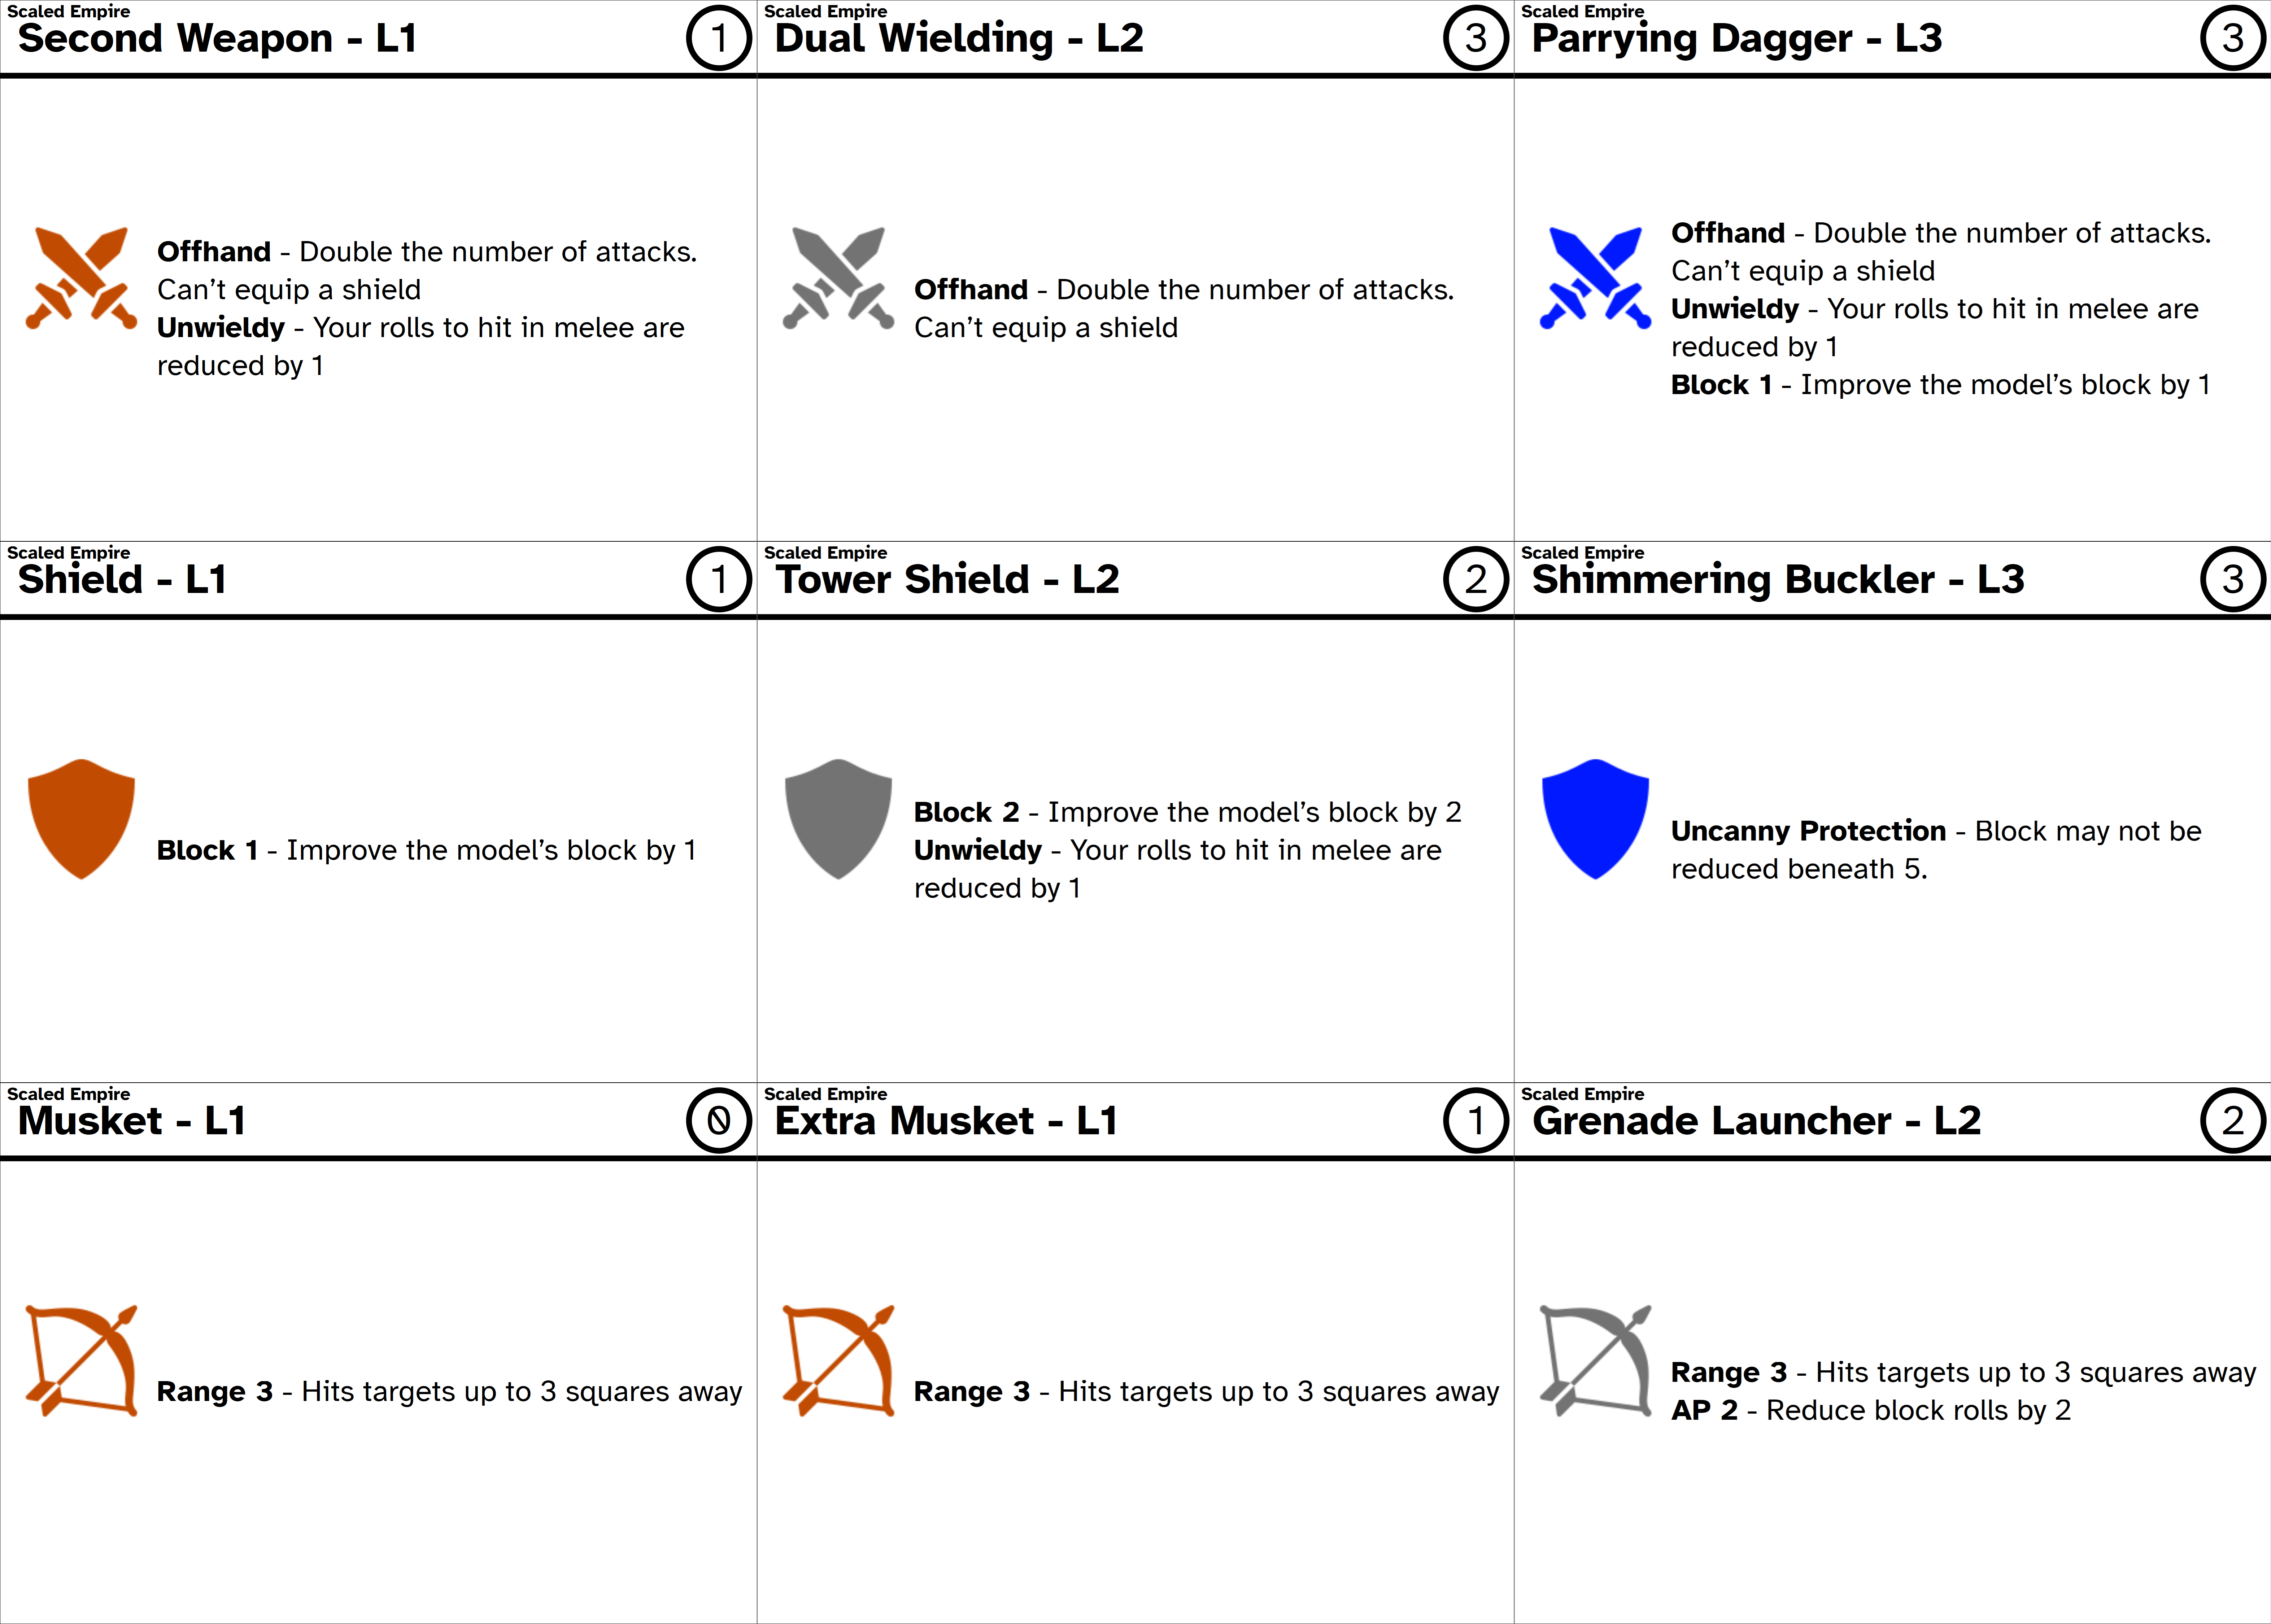 Scaled Empire
Second Weapon - L1
1
Offhand - Double the number of attacks.
Can't equip a shield
Unwieldy - Your rolls to hit in melee are
reduced by 1
Scaled Empire
Dual Wielding - L2
3
Offhand - Double the number of attacks.
Can't equip a shield
Scaled Empire
Parrying Dagger - L3
3
Offhand - Double the number of attacks.
Can't equip a shield
Unwieldy - Your rolls to hit in melee are
reduced by 1
Block 1 - Improve the model's block by 1
Scaled Empire
Shield - L1
1
Block 1 - Improve the model's block by 1
Scaled Empire
Tower Shield - L2
2
Block 2 - Improve the model's block by 2
Unwieldy - Your rolls to hit in melee are
reduced by 1
Scaled Empire
Shimmering Buckler - L3
3
Uncanny Protection - Block may not be
reduced beneath 5.
Scaled Empire
Musket - L1
0
Range 3 - Hits targets up to 3 squares away
Scaled Empire
Extra Musket - L1
1
Range 3 - Hits targets up to 3 squares away
Scaled Empire
Grenade Launcher - L2
2
Range 3 - Hits targets up to 3 squares away
AP 2 - Reduce block rolls by 2